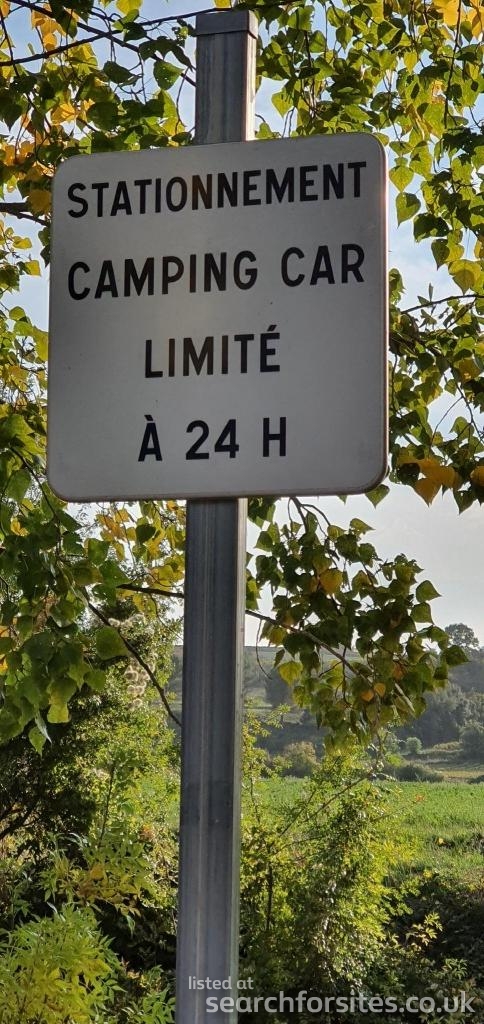 STATIONNEMENT
CAMPING CAR
LIMITÉ
À 24 H
listed at
searchforsites.co.uk